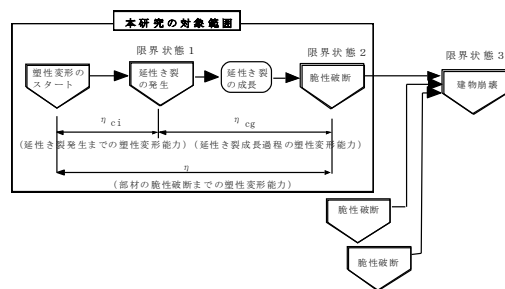 本研究の対象範囲
限界状態1
限界状態2
限界状態3
塑性変形の
スタート
延性き裂
の発生
延性き裂
の成長
脆性破断
建物崩壊
η ci
η cg
(延性き裂発生までの塑性変形能力)
(延性き裂成長過程の塑性変形能力)
η
(部材の脆性破断までの塑性変形能力)
脆性破断
脆性破断